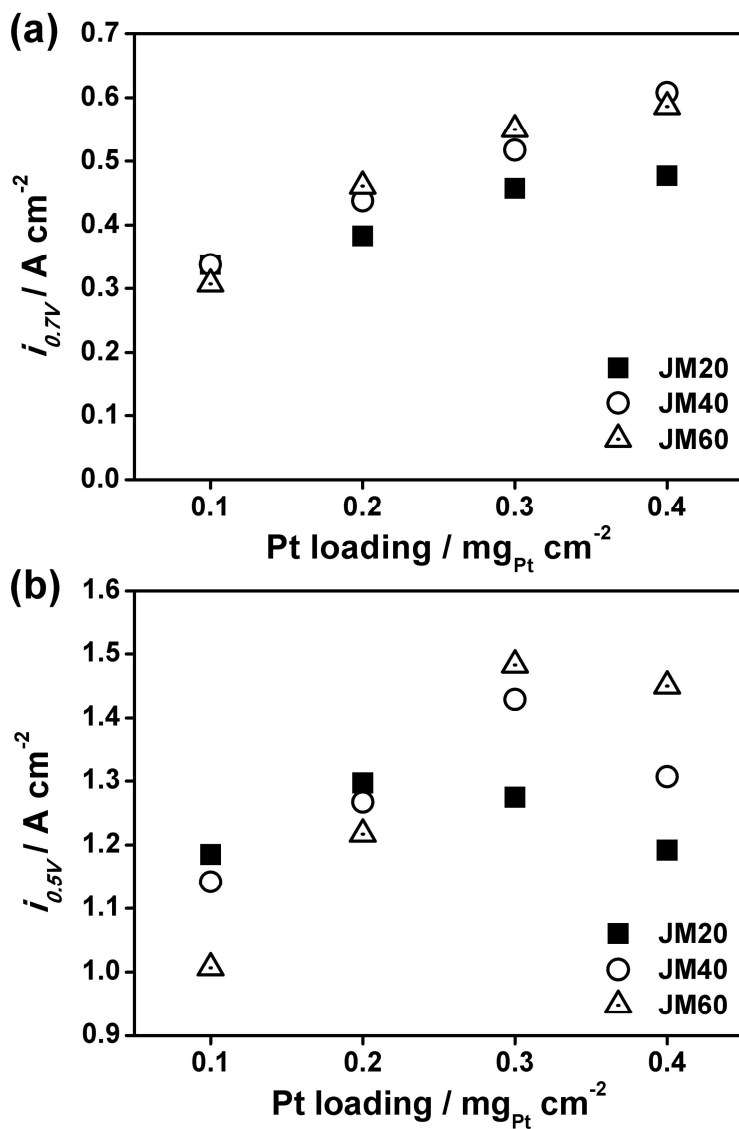 (a)
0.7
0.6
0.5
0.4
0.3
0.2
0.1
0.0
i0.7V / A cm-2
JM20
JM40
JM60
0.1 0.2 0.3 0.4
Pt loading / mgPt cm-2
(b)
1.6
1.5
1.4
1.3
1.2
1.1
1.0
0.9
i0.5V / A cm-2
JM20
JM40
JM60
0.1 0.2 0.3 0.4
Pt loading / mgPt cm-2